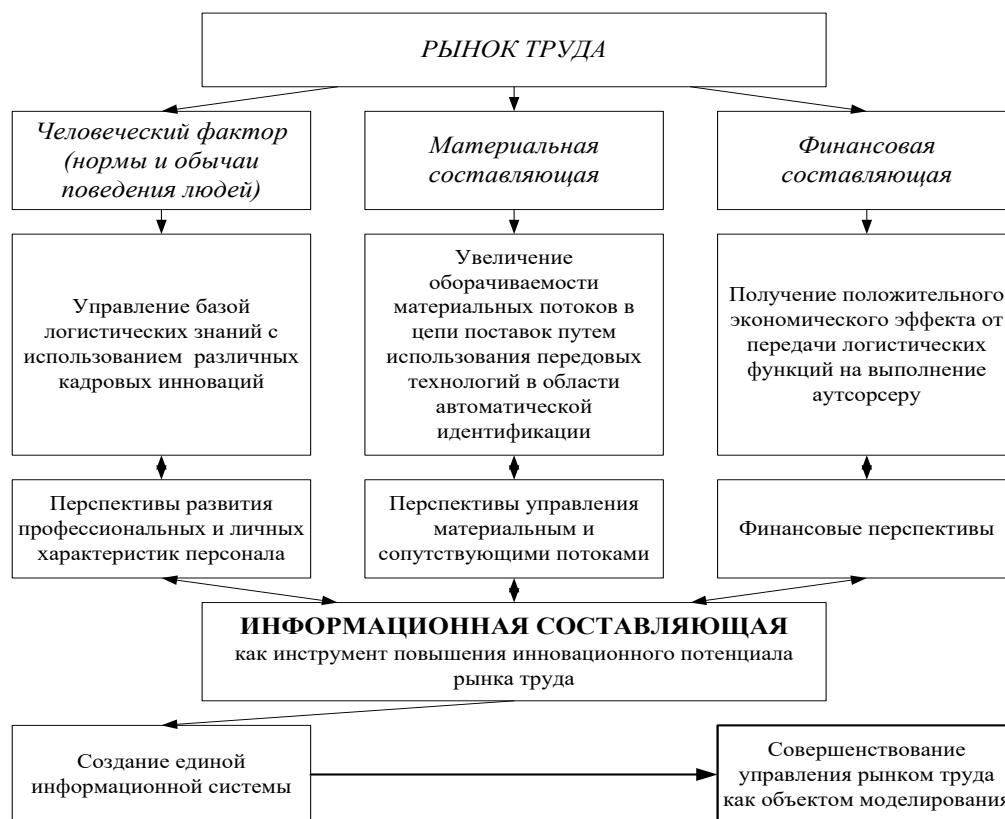 РЫНОК ТРУДА
Человеческий фактор
(нормы и обычаи
поведения людей)
Материальная
составляющая
Финансовая
составляющая
Управление базой
логистических знаний с
использованием различных
кадровых инноваций
Увеличение
оборачиваемости
материальных потоков в
цепи поставок путем
использования передовых
технологий в области
автоматической
идентификации
Получение положительного
экономического эффекта от
передачи логистических
функций на выполнение
аутсорсеру
Перспективы развития
профессиональных и личных
характеристик персонала
Перспективы управления
материальным и
сопутствующими потоками
Финансовые перспективы
ИНФОРМАЦИОННАЯ СОСТАВЛЯЮЩАЯ
как инструмент повышения инновационного потенциала
рынка труда
Создание единой
информационной системы
Совершенствование
управления рынком труда
как объектом моделирования